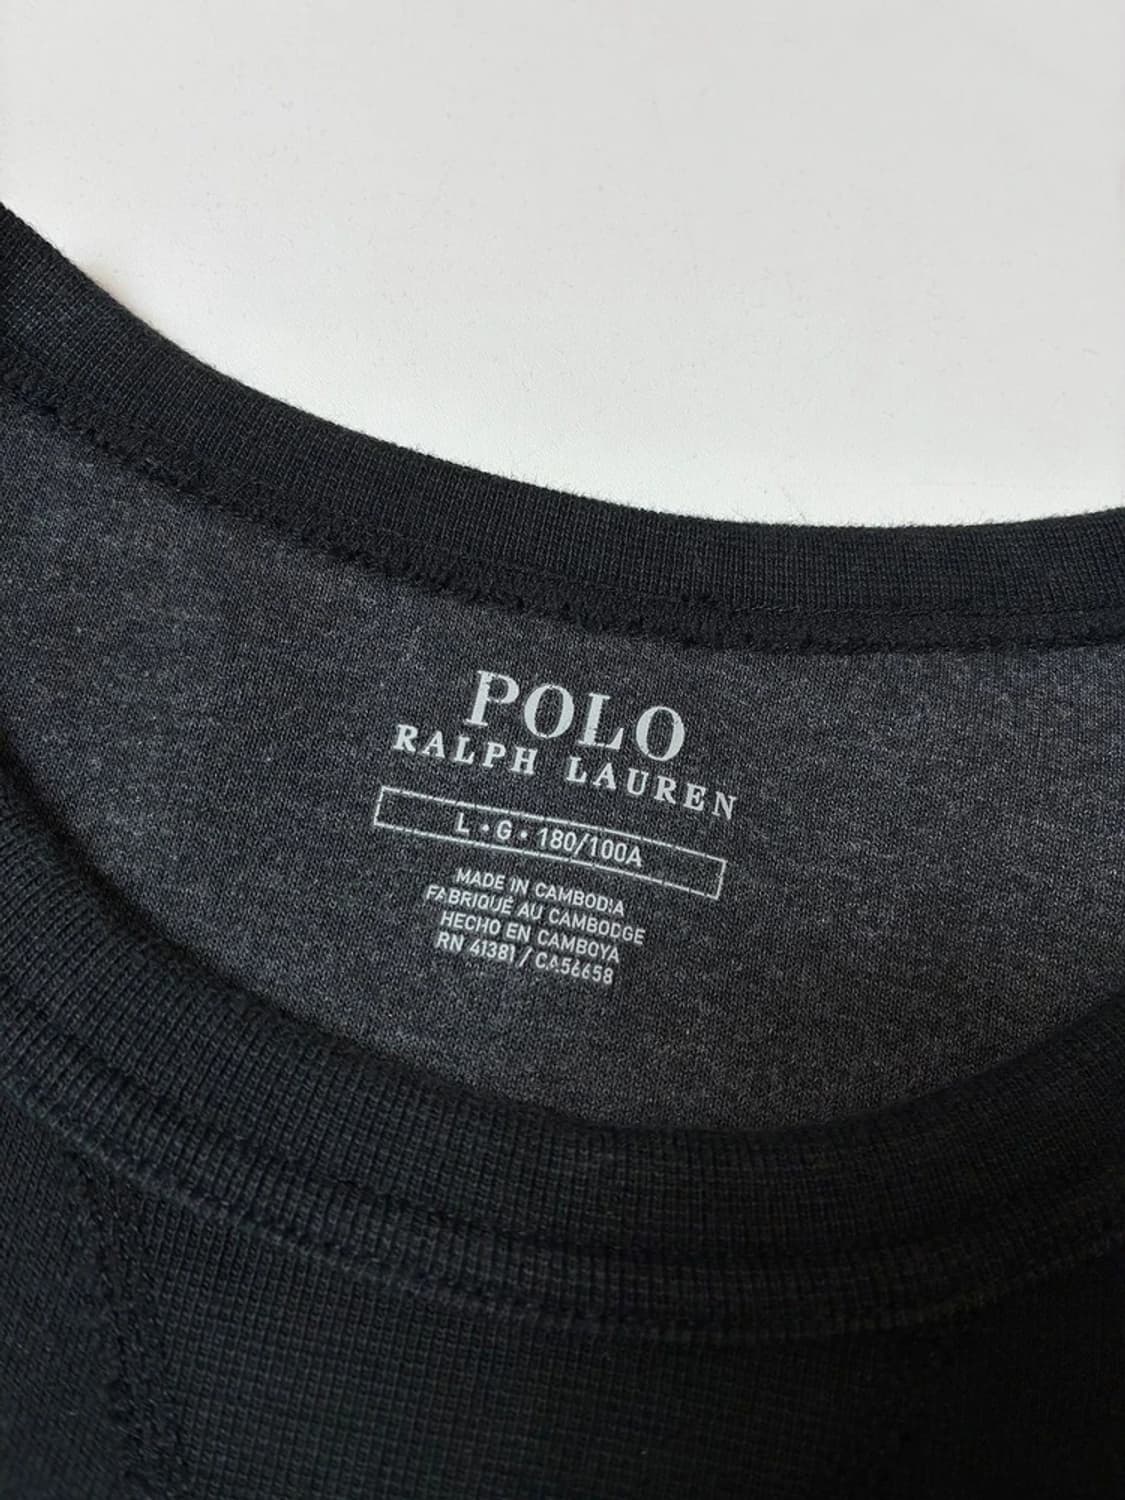 POLO
RALPH LAUREN
L • G • 180/100A
MADE IN CAMBODIA
FABRIQUÉ AU CAMBODGE
HECHO EN CAMBOYA
RN 41381 / CA56658